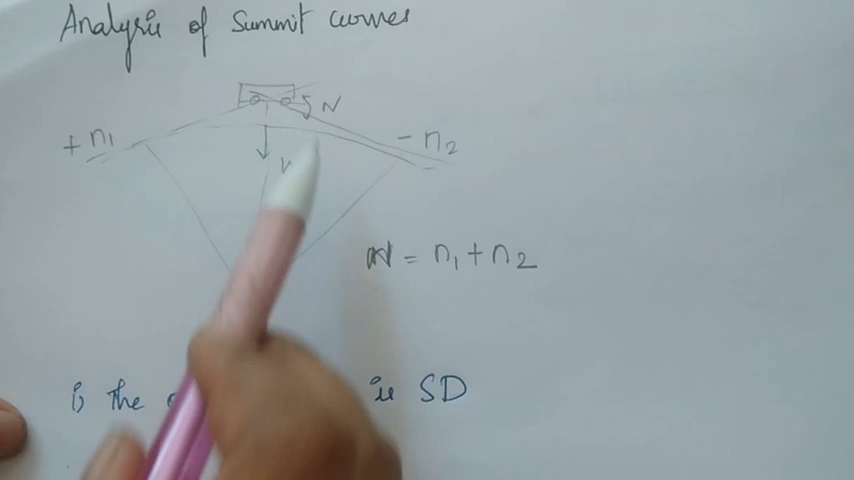 Analysis of Summit curves
N
+ n1 - n2
N = n1 + n2
i) the is SD